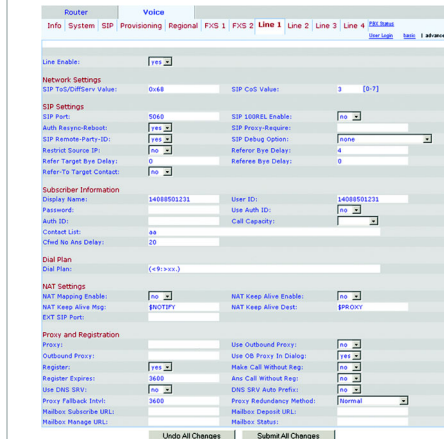 Router Voice
Info System SIP Provisioning Regional FXS 1 FXS 2 Line 1 Line 2 Line 3 Line 4 PBX Status
User Login basic | advanced
Line Enable: yes
Network Settings
SIP ToS/DiffServ Value: 0x68 SIP CoS Value: 3 [0-7]
SIP Settings
SIP Port: 5060 SIP 100REL Enable: no
Auth Resync-Reboot: yes SIP Proxy-Require:
SIP Remote-Party-ID: yes SIP Debug Option: none
Restrict Source IP: no Referor Bye Delay: 4
Refer Target Bye Delay: 0 Referee Bye Delay: 0
Refer-To Target Contact: no
Subscriber Information
Display Name: 14088501231 User ID: 14088501231
Password: Use Auth ID: no
Auth ID: Call Capacity:
Contact List: aa
Cfwd No Ans Delay: 20
Dial Plan
Dial Plan: (<9:>xx.)
NAT Settings
NAT Mapping Enable: no NAT Keep Alive Enable: no
NAT Keep Alive Msg: $NOTIFY NAT Keep Alive Dest: $PROXY
EXT SIP Port:
Proxy and Registration
Proxy: Use Outbound Proxy: no
Outbound Proxy: Use OB Proxy In Dialog: yes
Register: yes Make Call Without Reg: no
Register Expires: 3600 Ans Call Without Reg: no
Use DNS SRV: no DNS SRV Auto Prefix: no
Proxy Fallback Intvl: 3600 Proxy Redundancy Method: Normal
Mailbox Subscribe URL: Mailbox Deposit URL:
Mailbox Manage URL: Mailbox Status:
Undo All Changes Submit All Changes